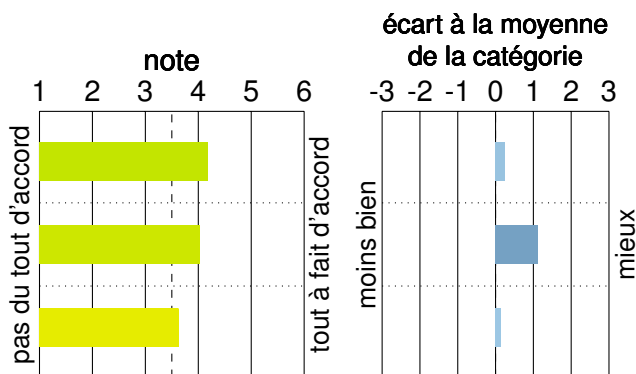 note
1 2 3 4 5 6
pas du tout d'accord
tout à fait d'accord
écart à la moyenne
de la catégorie
-3 -2 -1 0 1 2 3
moins bien
mieux